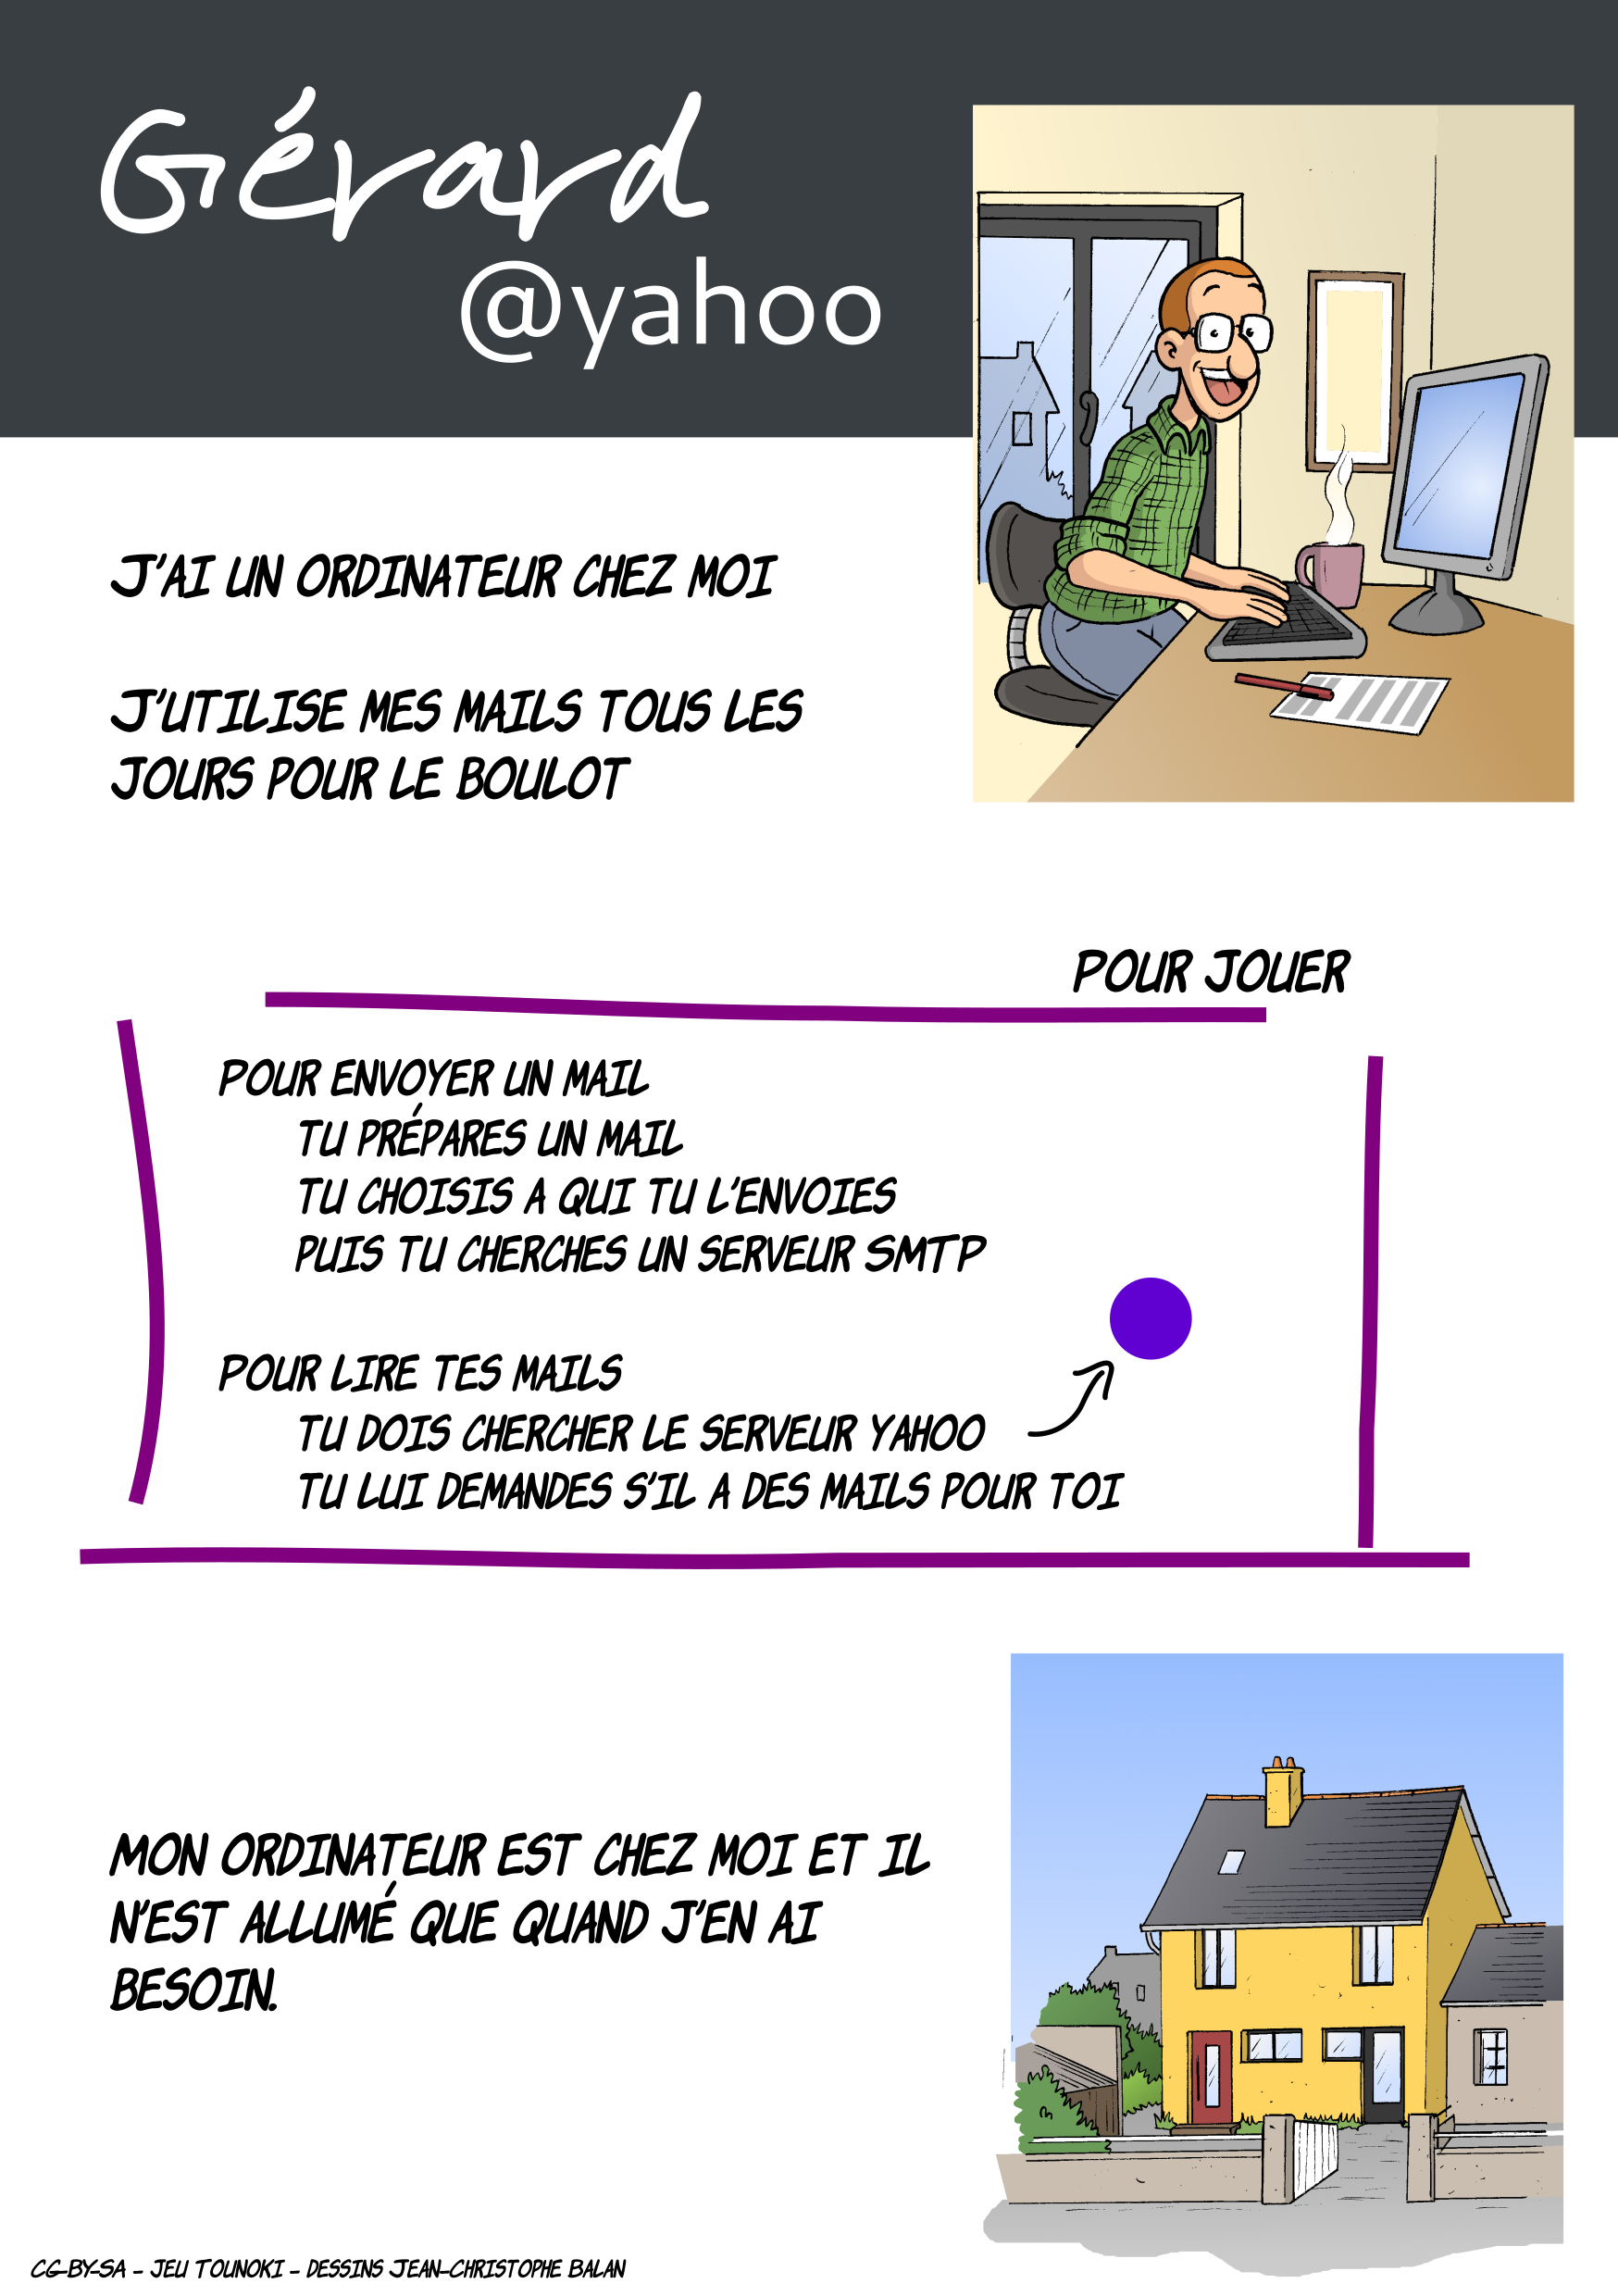 Gérard
@yahoo
J'AI UN ORDINATEUR CHEZ MOI
J'UTILISE MES MAILS TOUS LES
JOURS POUR LE BOULOT
POUR JOUER
POUR ENVOYER UN MAIL
TU PRÉPARES UN MAIL
TU CHOISIS A QUI TU L'ENVOIES
PUIS TU CHERCHES UN SERVEUR SMTP
POUR LIRE TES MAILS
TU DOIS CHERCHER LE SERVEUR YAHOO
TU LUI DEMANDES S'IL A DES MAILS POUR TOI
MON ORDINATEUR EST CHEZ MOI ET IL
N'EST ALLUMÉ QUE QUAND J'EN AI
BESOIN.
CG-BY-SA - JEU TOUNOKI - DESSINS JEAN-CHRISTOPHE BALAN